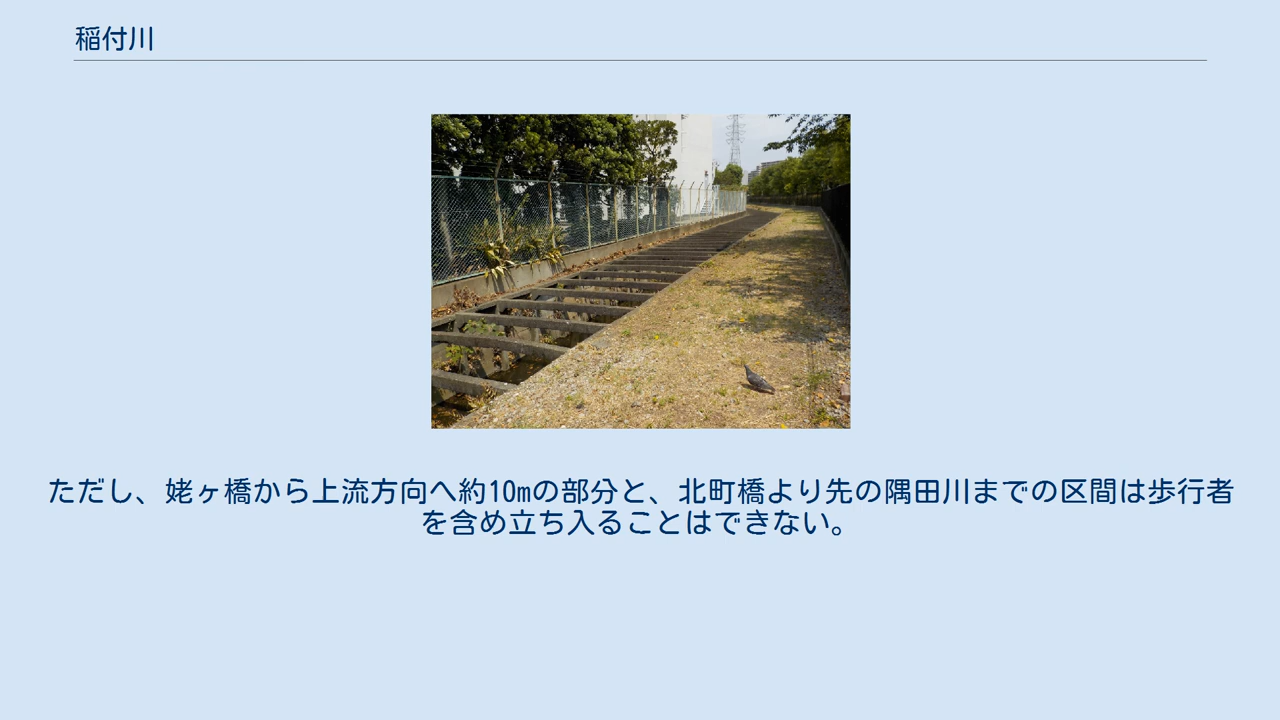 稲付川
ただし、姥ヶ橋から上流方向へ約10mの部分と、北町橋より先の隅田川までの区間は歩行者
を含め立ち入ることはできない。